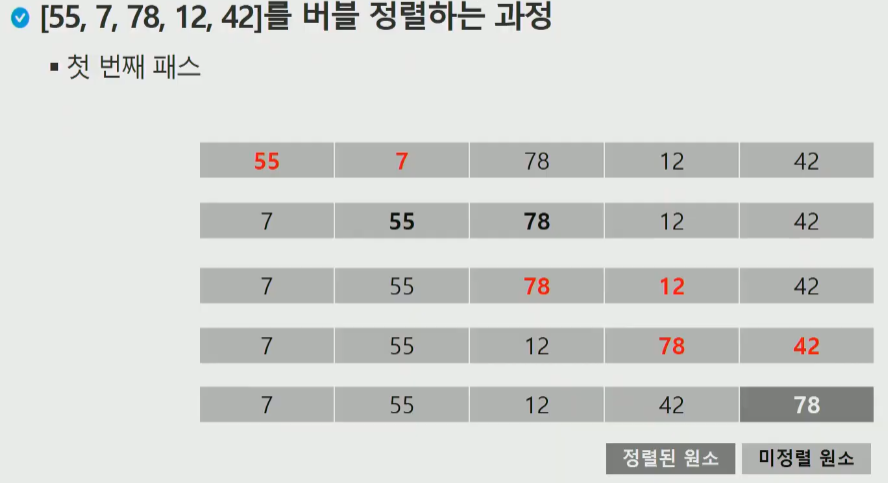 [55, 7, 78, 12, 42]를 버블 정렬하는 과정
▪ 첫 번째 패스
55 7 78 12 42
7 55 78 12 42
7 55 78 12 42
7 55 12 78 42
7 55 12 42 78
정렬된 원소 미정렬 원소